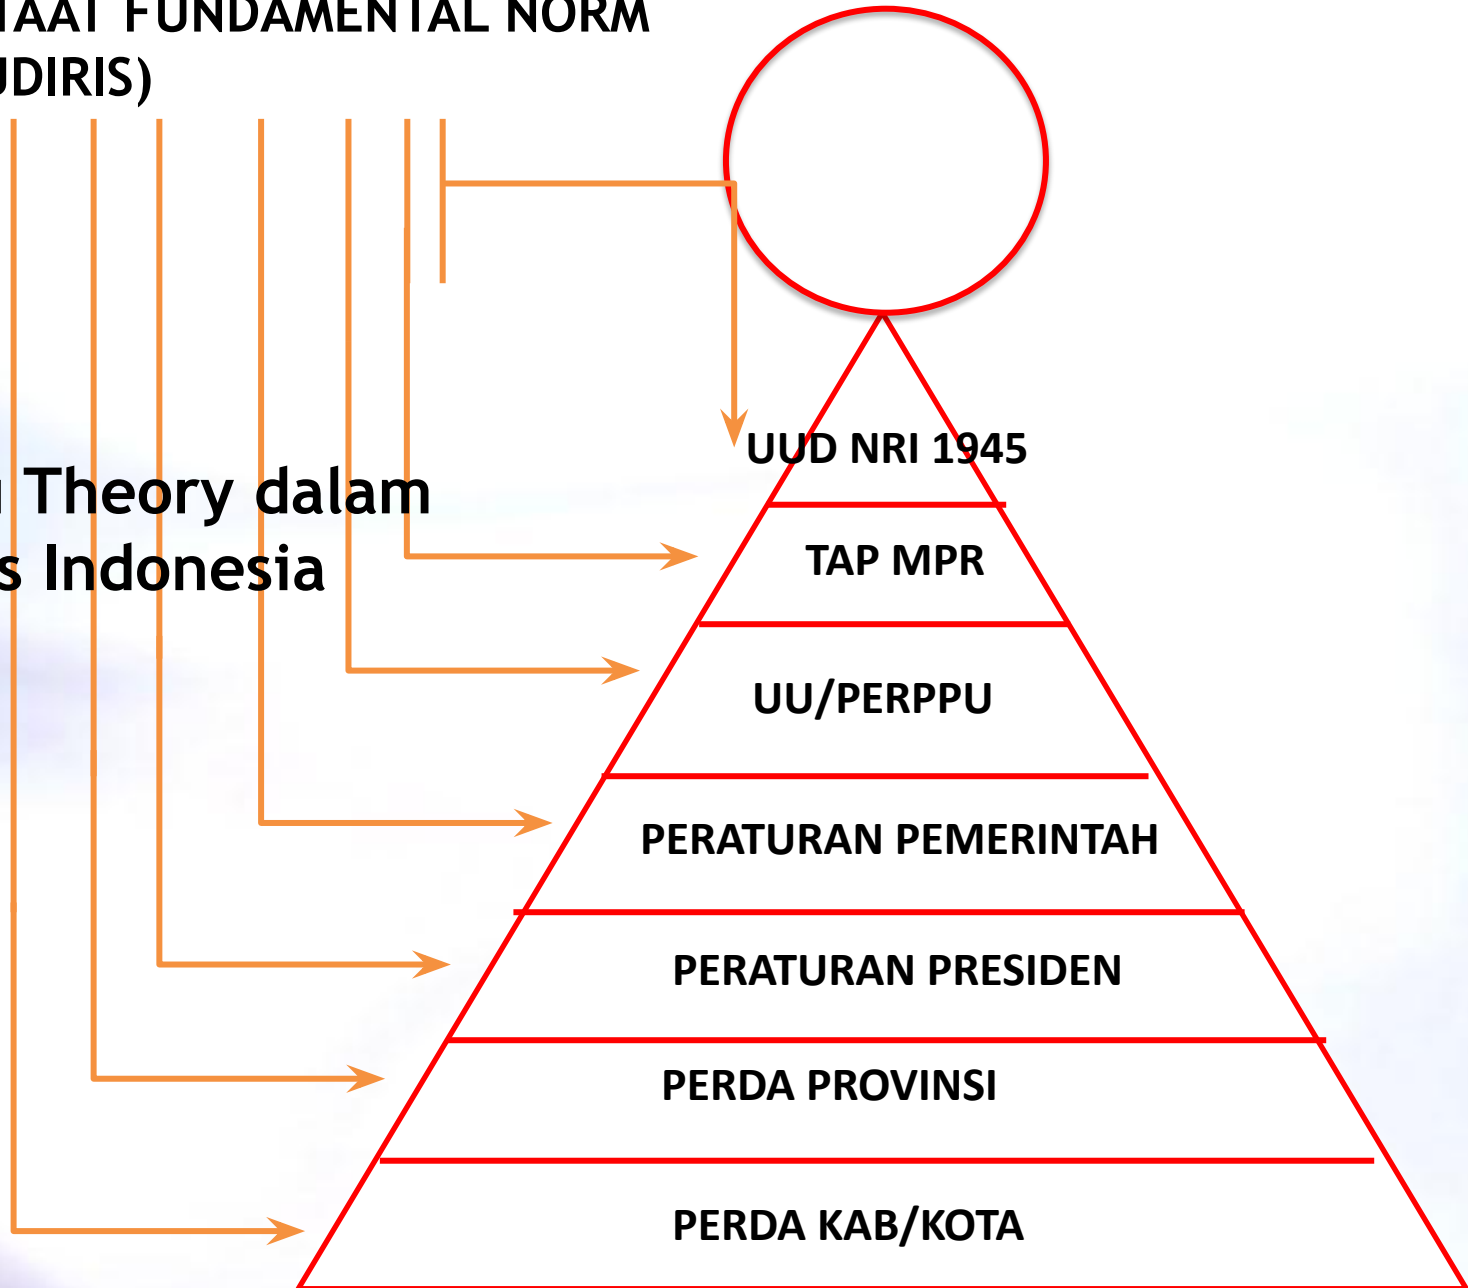 TAAT FUNDAMENTAL NORM
UDIRIS)
Theory dalam
s Indonesia
UUD NRI 1945
TAP MPR
UU/PERPPU
PERATURAN PEMERINTAH
PERATURAN PRESIDEN
PERDA PROVINSI
PERDA KAB/KOTA